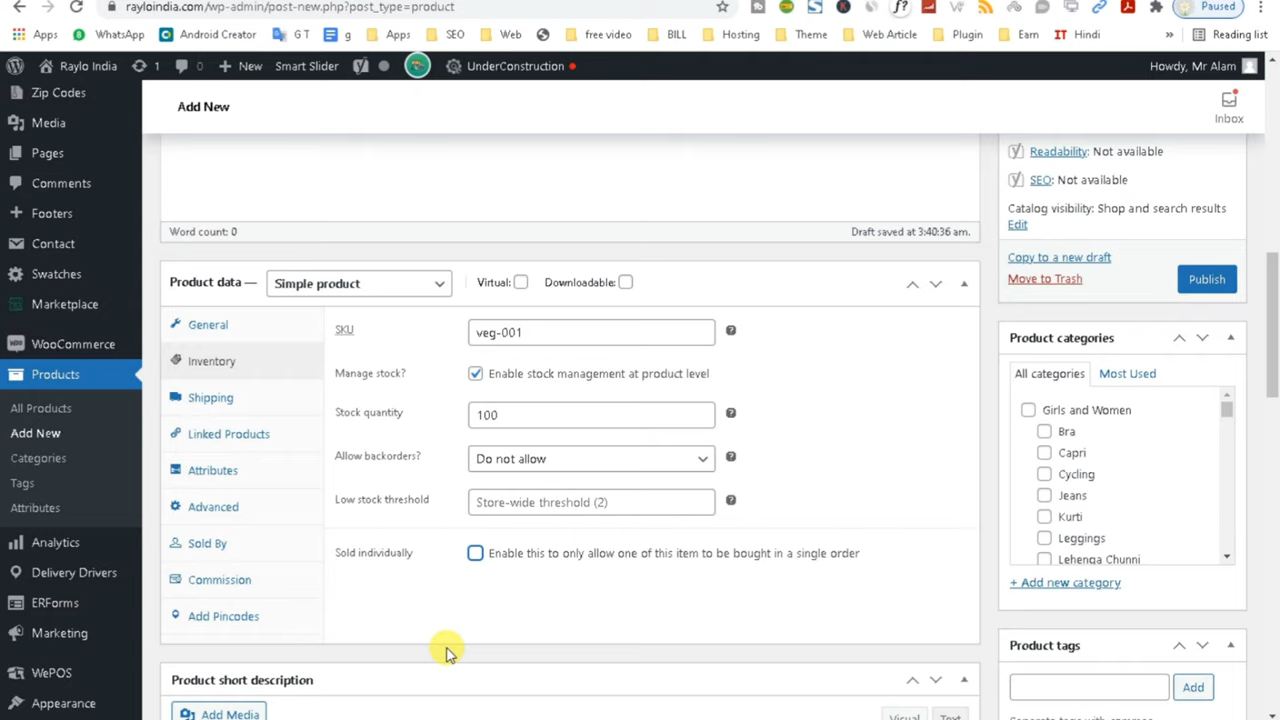 rayloindia.com/wp-admin/post-new.php?post_type=product
Paused
Apps
WhatsApp
Android Creator
G T
g
Apps
SEO
Web
free video
BILL
Hosting
Theme
Web Article
Plugin
Earn
IT Hindi
»
Reading list
Raylo India
1
0
+ New
Smart Slider
UnderConstruction
Howdy, Mr Alam
Zip Codes
Media
Pages
Comments
Footers
Contact
Swatches
Marketplace
WooCommerce
Products
All Products
Add New
Categories
Tags
Attributes
Analytics
Delivery Drivers
ERForms
Marketing
WePOS
Appearance
Add New
Inbox
Word count: 0
Draft saved at 3:40:36 am.
Product data —
Simple product
Virtual:
Downloadable:
General
Inventory
Shipping
Linked Products
Attributes
Advanced
Sold By
Commission
Add Pincodes
SKU
veg-001
Manage stock?
Enable stock management at product level
Stock quantity
100
Allow backorders?
Do not allow
Low stock threshold
Store-wide threshold (2)
Sold individually
Enable this to only allow one of this item to be bought in a single order
Product short description
Add Media
Visual
Text
Readability: Not available
SEO: Not available
Catalog visibility: Shop and search results
Edit
Copy to a new draft
Move to Trash
Publish
Product categories
All categories
Most Used
Girls and Women
Bra
Capri
Cycling
Jeans
Kurti
Leggings
Lehenga Chunni
+ Add new category
Product tags
Add
Separate tags with commas